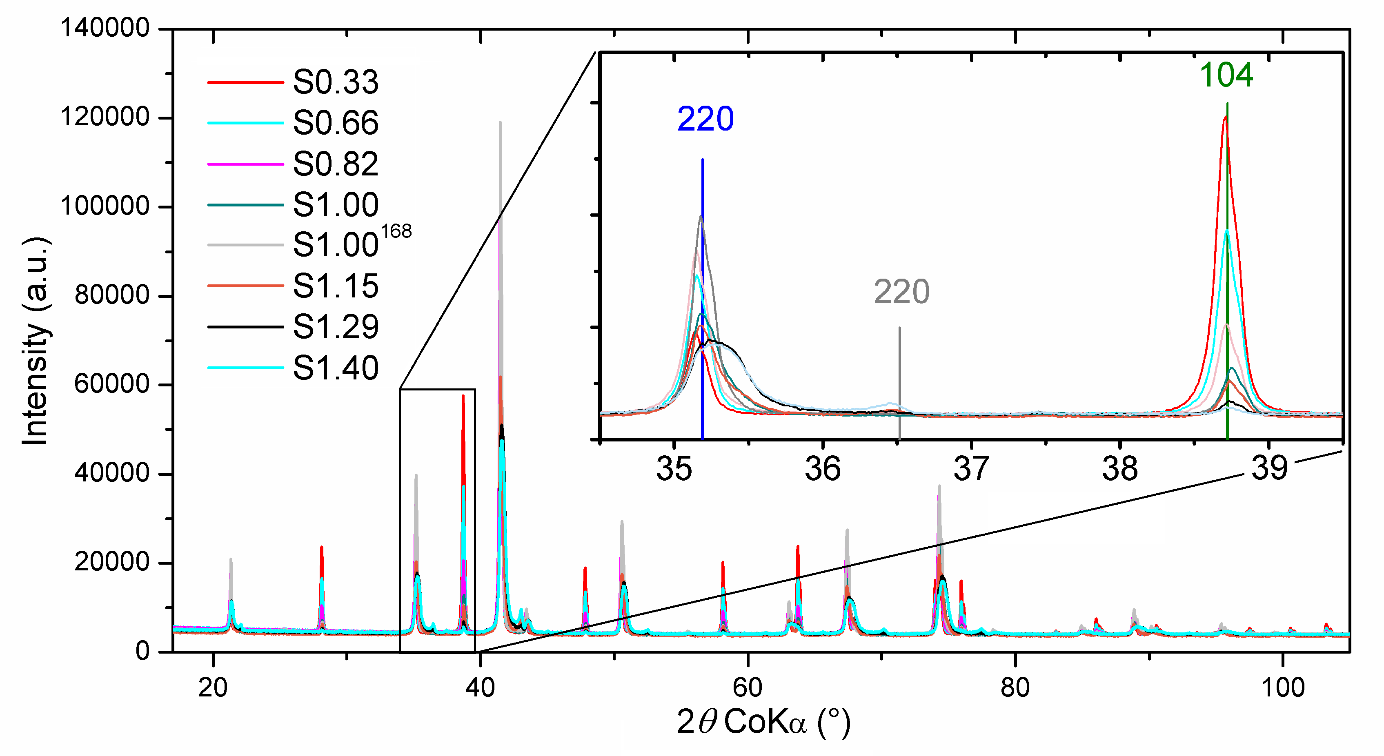 140000
120000
100000
80000
60000
40000
20000
0
Intensity (a.u.)
S0.33
S0.66
S0.82
S1.00
S1.00¹⁶⁸
S1.15
S1.29
S1.40
220
220
104
35 36 37 38 39
20 40 60 80 100
2θ CoKα (°)